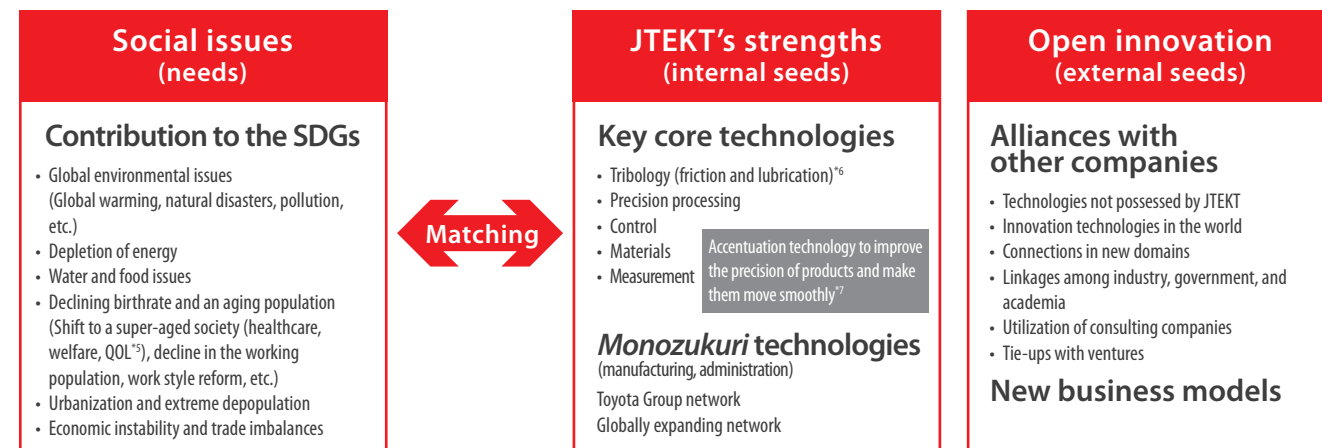 Social issues
(needs)
Contribution to the SDGs
• Global environmental issues
(Global warming, natural disasters, pollution,
etc.)
• Depletion of energy
• Water and food issues
• Declining birthrate and an aging population
(Shift to a super-aged society (healthcare,
welfare, QOL*5), decline in the working
population, work style reform, etc.)
• Urbanization and extreme depopulation
• Economic instability and trade imbalances
Matching
JTEKT's strengths
(internal seeds)
Key core technologies
• Tribology (friction and lubrication)*6
• Precision processing
• Control
• Materials
• Measurement
Accentuation technology to improve
the precision of products and make
them move smoothly*7
Monozukuri technologies
(manufacturing, administration)
Toyota Group network
Globally expanding network
Open innovation
(external seeds)
Alliances with
other companies
• Technologies not possessed by JTEKT
• Innovation technologies in the world
• Connections in new domains
• Linkages among industry, government, and
academia
• Utilization of consulting companies
• Tie-ups with ventures
New business models